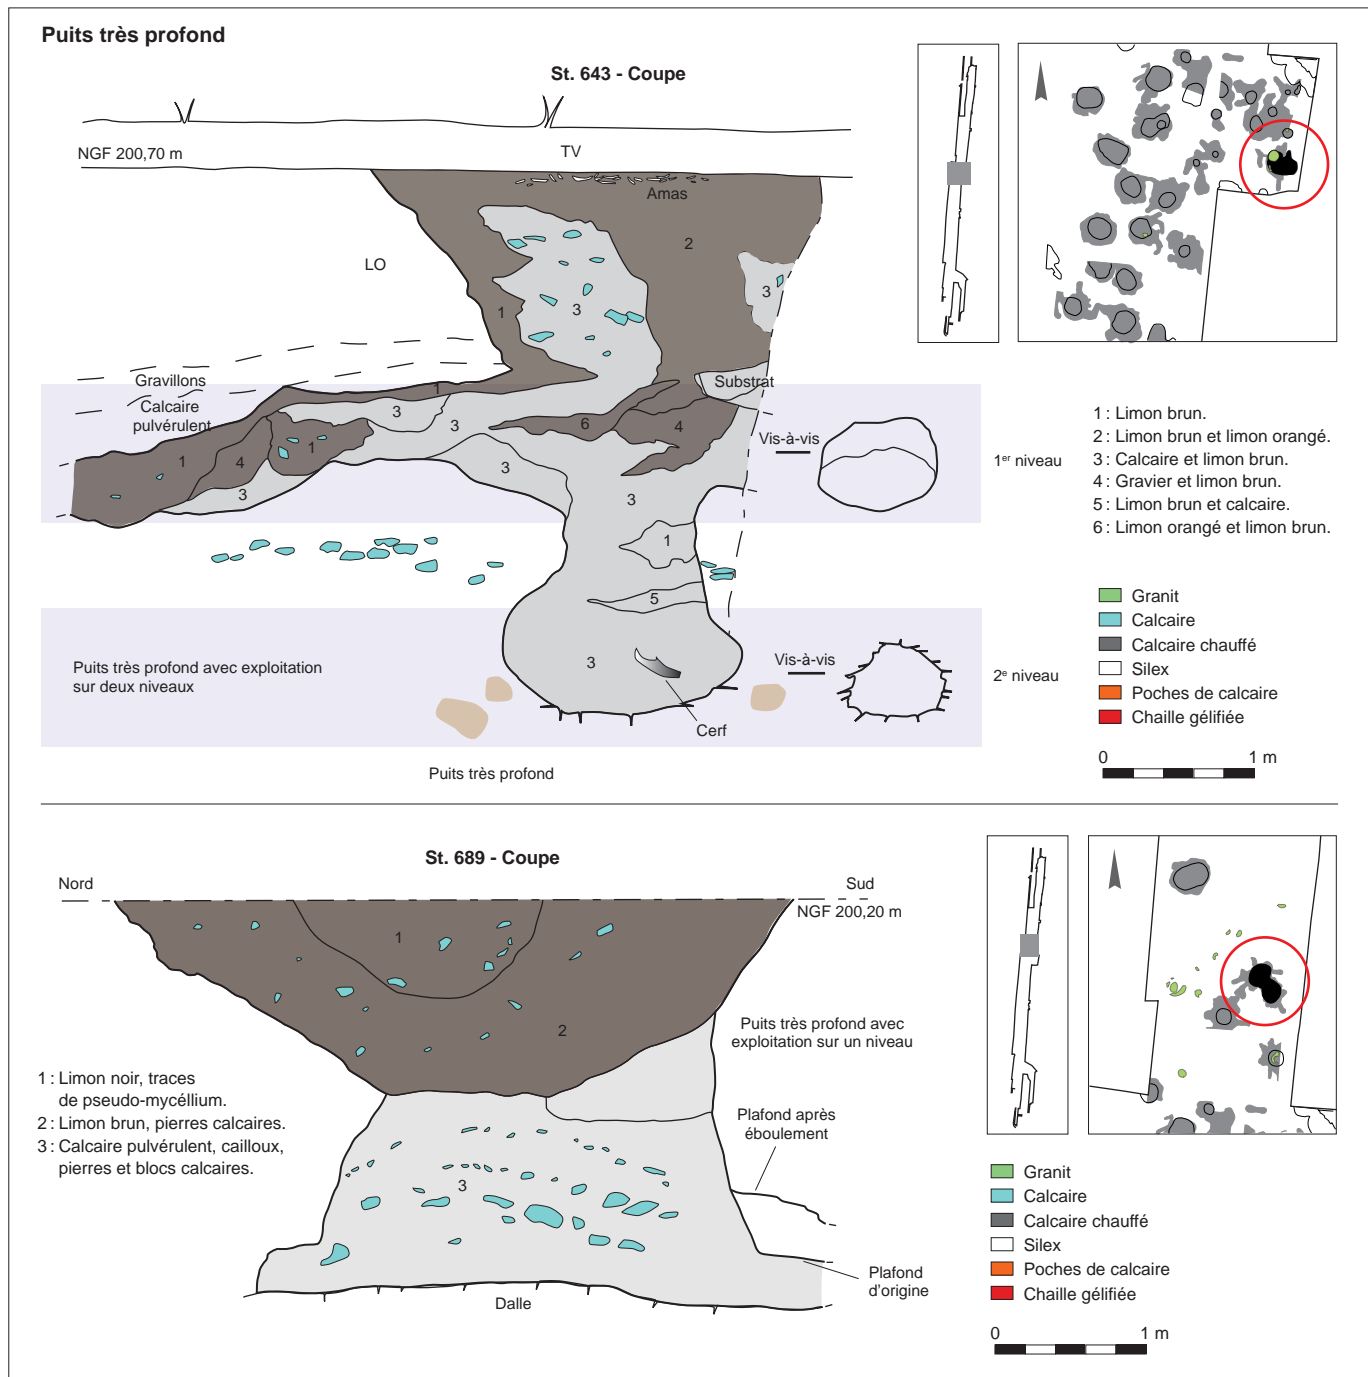 Puits très profond
St. 643 - Coupe
NGF 200,70 m
TV
Amas
2
LO
3
3
1
Gravillons
Calcaire
pulvérulent
1
Substrat
3
3
6
4
1
1
4
3
3
3
1
5
3
Vis-à-vis
1er niveau
1 : Limon brun.
2 : Limon brun et limon orangé.
3 : Calcaire et limon brun.
4 : Gravier et limon brun.
5 : Limon brun et calcaire.
6 : Limon orangé et limon brun.
Granit
Calcaire
Calcaire chauffé
Silex
Poches de calcaire
Chaille gélifiée
0 1 m
Puits très profond avec exploitation
sur deux niveaux
Vis-à-vis
2e niveau
Cerf
Puits très profond
St. 689 - Coupe
Nord
Sud
NGF 200,20 m
1
2
3
Puits très profond avec
exploitation sur un niveau
Plafond après
éboulement
Plafond
d'origine
Dalle
1 : Limon noir, traces
de pseudo-mycéllium.
2 : Limon brun, pierres calcaires.
3 : Calcaire pulvérulent, cailloux,
pierres et blocs calcaires.
Granit
Calcaire
Calcaire chauffé
Silex
Poches de calcaire
Chaille gélifiée
0 1 m